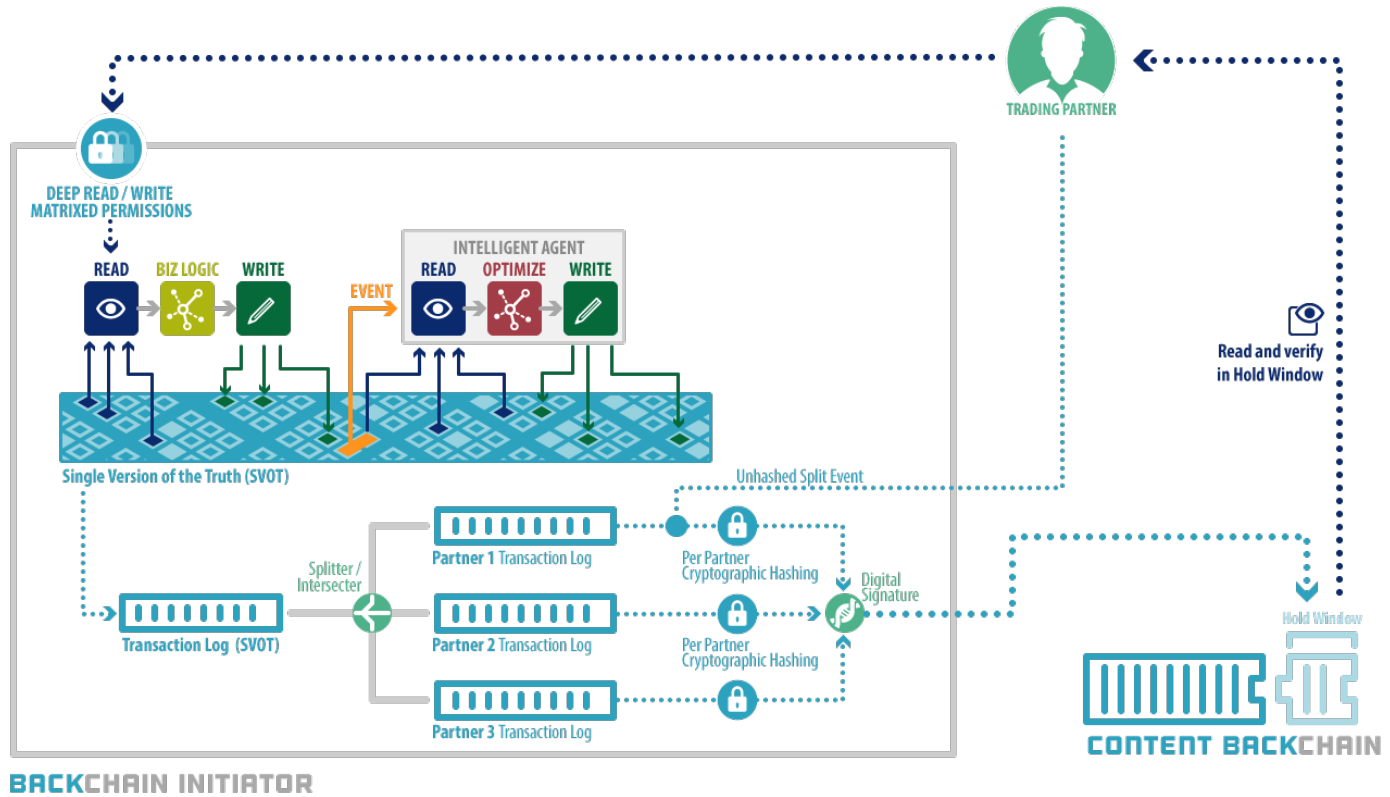 TRADING PARTNER
DEEP READ / WRITE
MATRIXED PERMISSIONS
READ
BIZ LOGIC
WRITE
EVENT
INTELLIGENT AGENT
READ
OPTIMIZE
WRITE
Read and verify
in Hold Window
Single Version of the Truth (SVOT)
Unhashed Split Event
Splitter /
Intersecter
Partner 1 Transaction Log
Per Partner
Cryptographic Hashing
Digital
Signature
Transaction Log (SVOT)
Partner 2 Transaction Log
Per Partner
Cryptographic Hashing
Partner 3 Transaction Log
Hold Window
CONTENT BACKCHAIN
BACKCHAIN INITIATOR